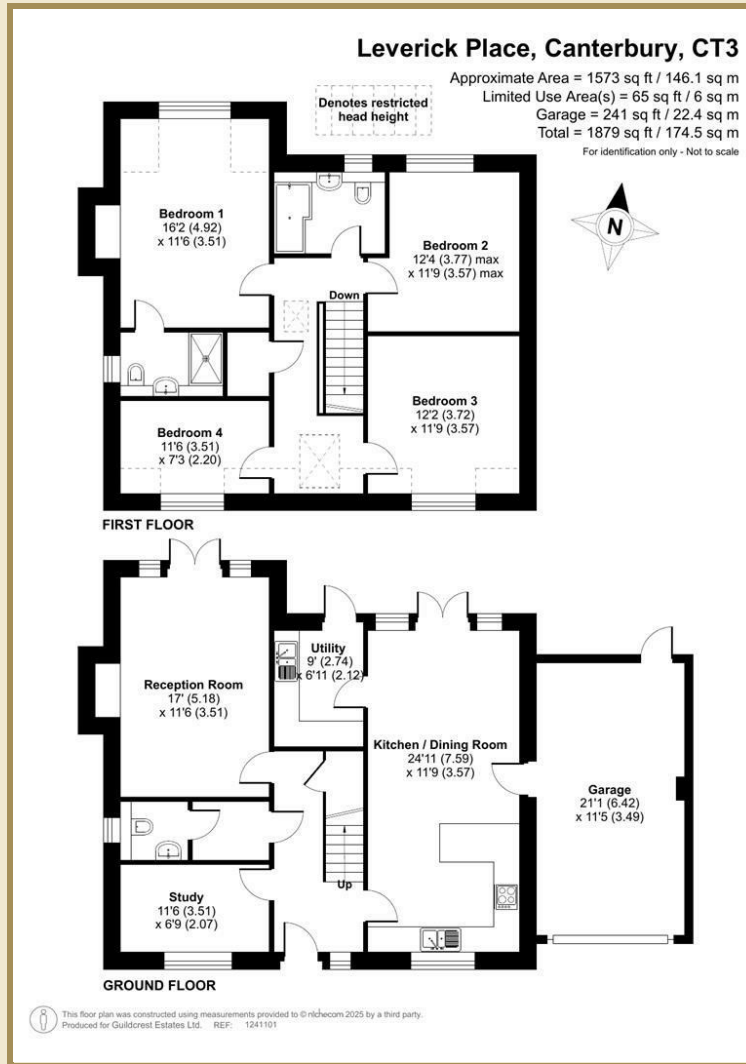 Leverick Place, Canterbury, CT3
Approximate Area = 1573 sq ft / 146.1 sq m
Limited Use Area(s) = 65 sq ft / 6 sq m
Garage = 241 sq ft / 22.4 sq m
Total = 1879 sq ft / 174.5 sq m
For identification only - Not to scale
Denotes restricted
head height
N
Bedroom 1
16'2 (4.92)
x 11'6 (3.51)
Bedroom 2
12'4 (3.77) max
x 11'9 (3.57) max
Down
Bedroom 3
12'2 (3.72)
x 11'9 (3.57)
Bedroom 4
11'6 (3.51)
x 7'3 (2.20)
FIRST FLOOR
Utility
9' (2.74)
x 6'11 (2.12)
Reception Room
17' (5.18)
x 11'6 (3.51)
Kitchen / Dining Room
24'11 (7.59)
x 11'9 (3.57)
Garage
21'1 (6.42)
x 11'5 (3.49)
Up
Study
11'6 (3.51)
x 6'9 (2.07)
GROUND FLOOR
This floor plan was constructed using measurements provided to © nichecom 2025 by a third party.
Produced for Guildcrest Estates Ltd. REF: 1241101